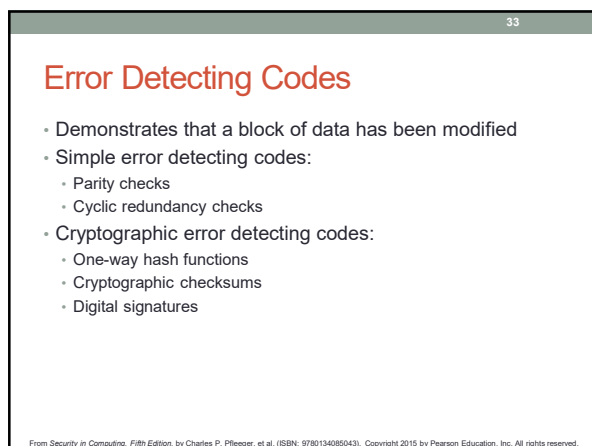 33
Error Detecting Codes
• Demonstrates that a block of data has been modified
• Simple error detecting codes:
• Parity checks
• Cyclic redundancy checks
• Cryptographic error detecting codes:
• One-way hash functions
• Cryptographic checksums
• Digital signatures
From Security in Computing, Fifth Edition, by Charles P. Pfleeger, et al. (ISBN: 9780134085043). Copyright 2015 by Pearson Education, Inc. All rights reserved.